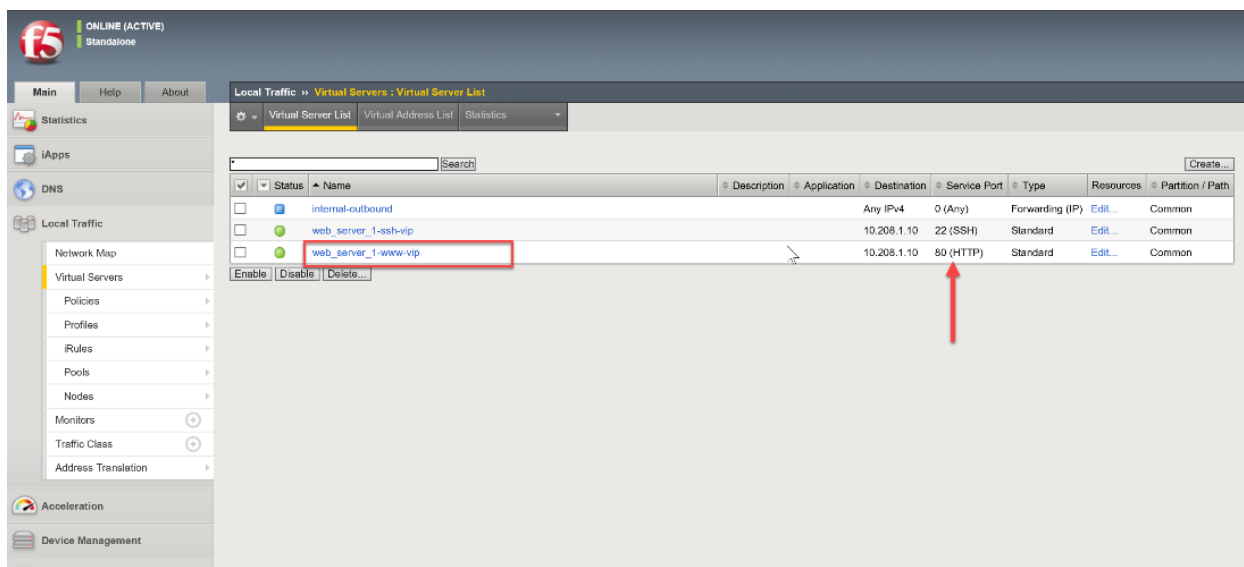 f5
ONLINE (ACTIVE)
Standalone
Main Help About
Local Traffic ›› Virtual Servers : Virtual Server List
Statistics
Virtual Server List Virtual Address List Statistics
iApps
* Search Create...
DNS
Status Name Description Application Destination Service Port Type Resources Partition / Path
internal-outbound Any IPv4 0 (Any) Forwarding (IP) Edit... Common
Local Traffic
web_server_1-ssh-vip 10.208.1.10 22 (SSH) Standard Edit... Common
Network Map
web_server_1-www-vip 10.208.1.10 80 (HTTP) Standard Edit... Common
Enable Disable Delete...
Virtual Servers
Policies
Profiles
iRules
Pools
Nodes
Monitors
Traffic Class
Address Translation
Acceleration
Device Management